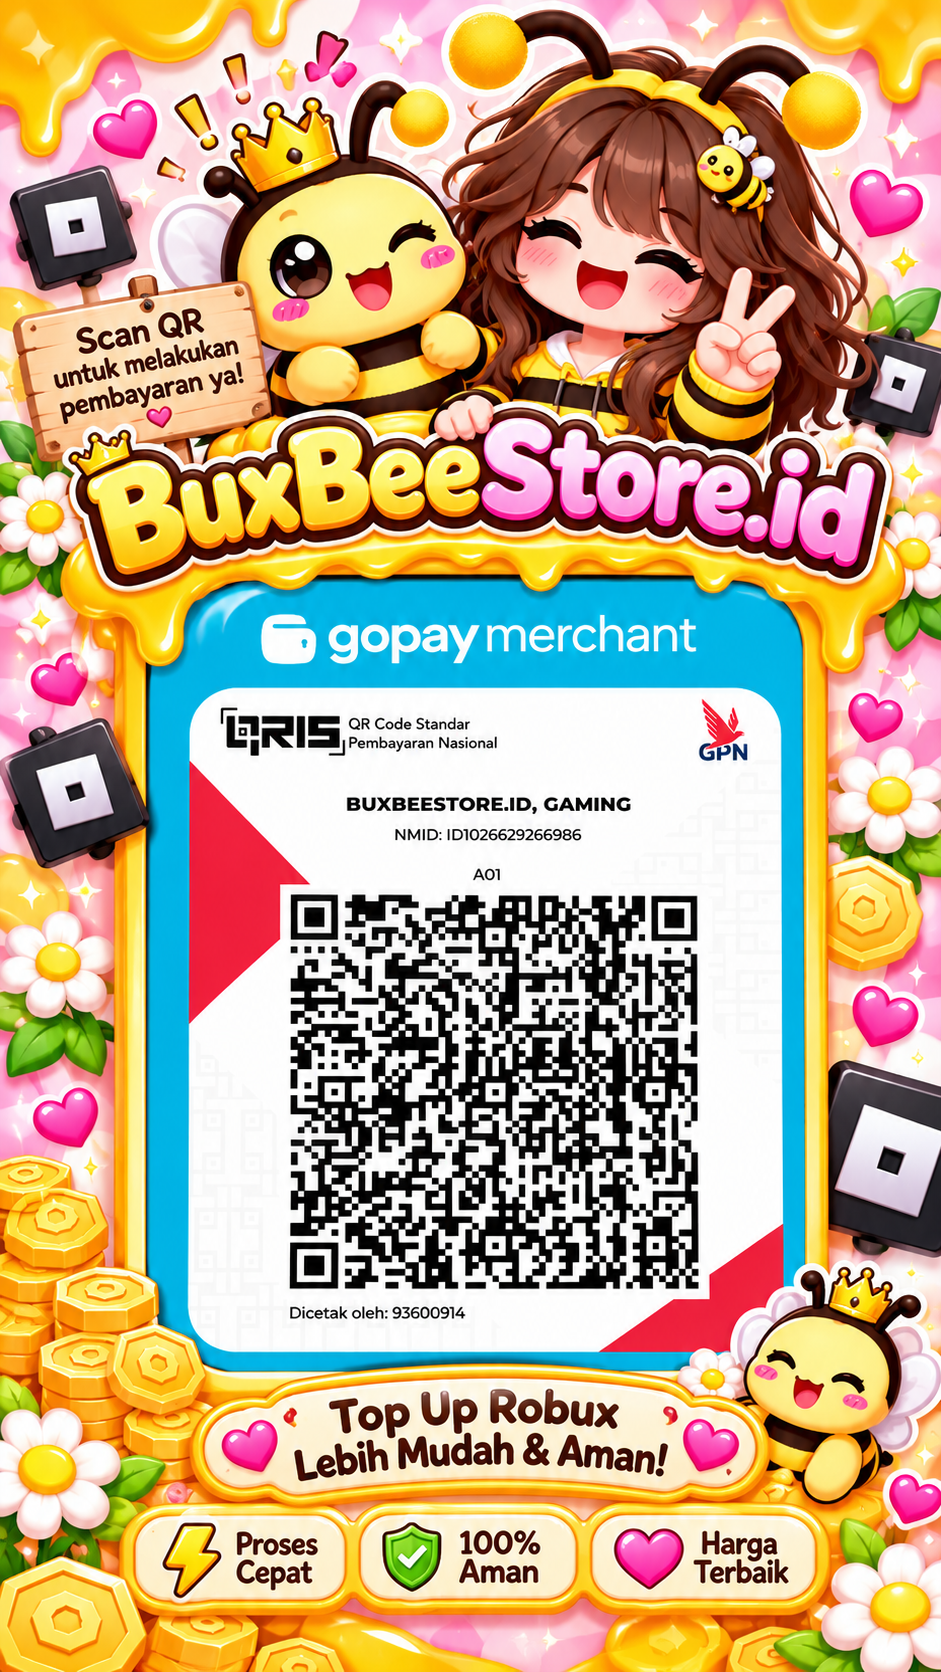 Scan QR
untuk melakukan
pembayaran ya!
BuxBeeStore.id
gopay merchant
QRIS
QR Code Standar
Pembayaran Nasional
GPN
BUXBEESTORE.ID, GAMING
NMID: ID1026629266986
A01
Dicetak oleh: 93600914
Top Up Robux
Lebih Mudah & Aman!
Proses
Cepat
100%
Aman
Harga
Terbaik